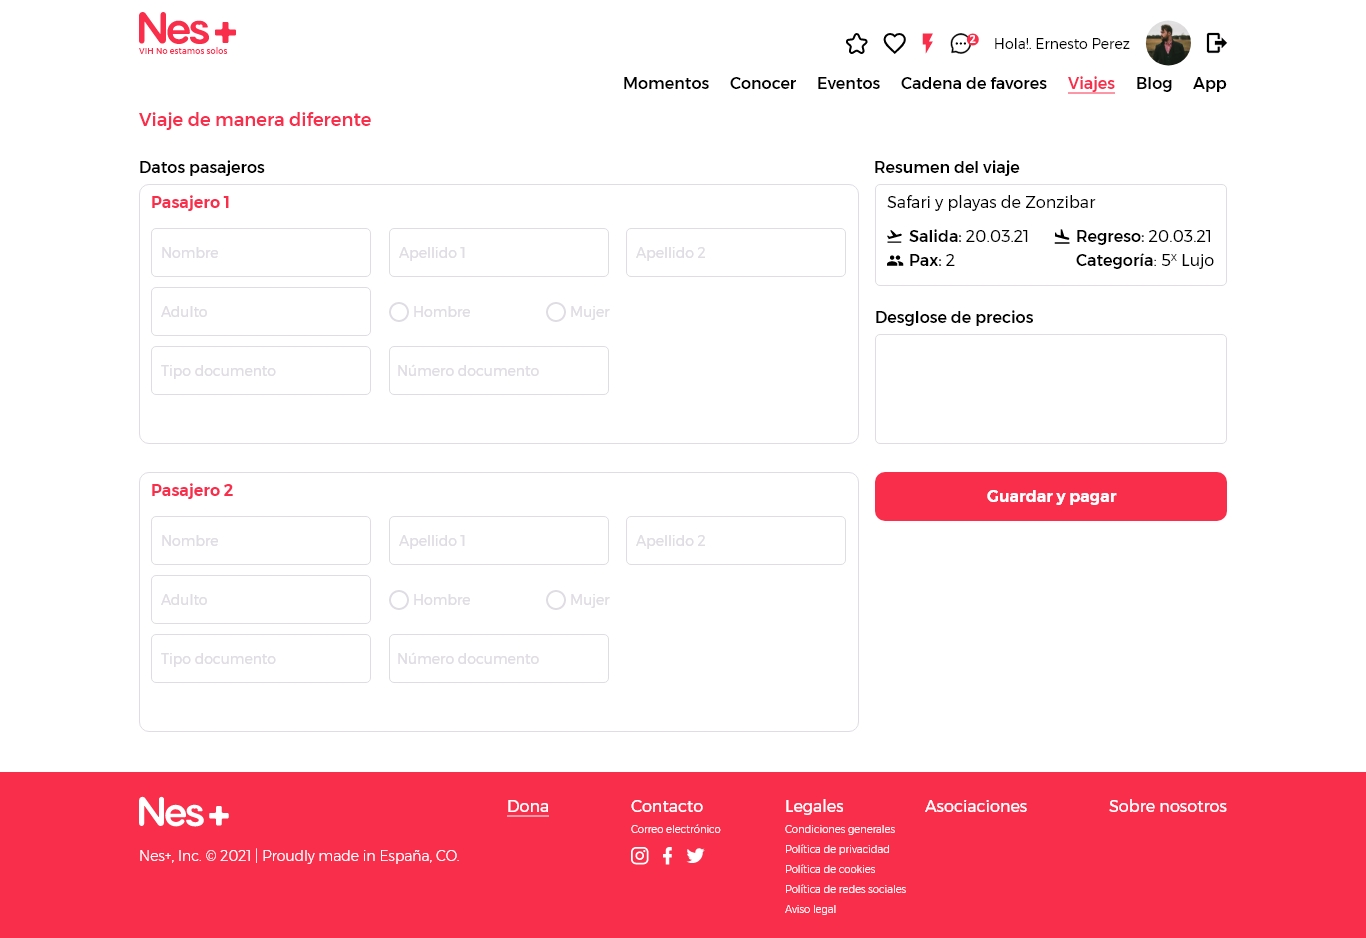 Nes+
VIH No estamos solos
2
Hola!. Ernesto Perez
Momentos Conocer Eventos Cadena de favores Viajes Blog App
Viaje de manera diferente
Datos pasajeros
Pasajero 1
Nombre Apellido 1 Apellido 2
Adulto Hombre Mujer
Tipo documento Número documento
Pasajero 2
Nombre Apellido 1 Apellido 2
Adulto Hombre Mujer
Tipo documento Número documento
Resumen del viaje
Safari y playas de Zonzibar
Salida: 20.03.21 Regreso: 20.03.21
Pax: 2 Categoría: 5ˣ Lujo
Desglose de precios
Guardar y pagar
Nes+
Nes+, Inc. © 2021 | Proudly made in España, CO.
Dona
Contacto
Correo electrónico
Legales
Condiciones generales
Política de privacidad
Política de cookies
Política de redes sociales
Aviso legal
Asociaciones
Sobre nosotros